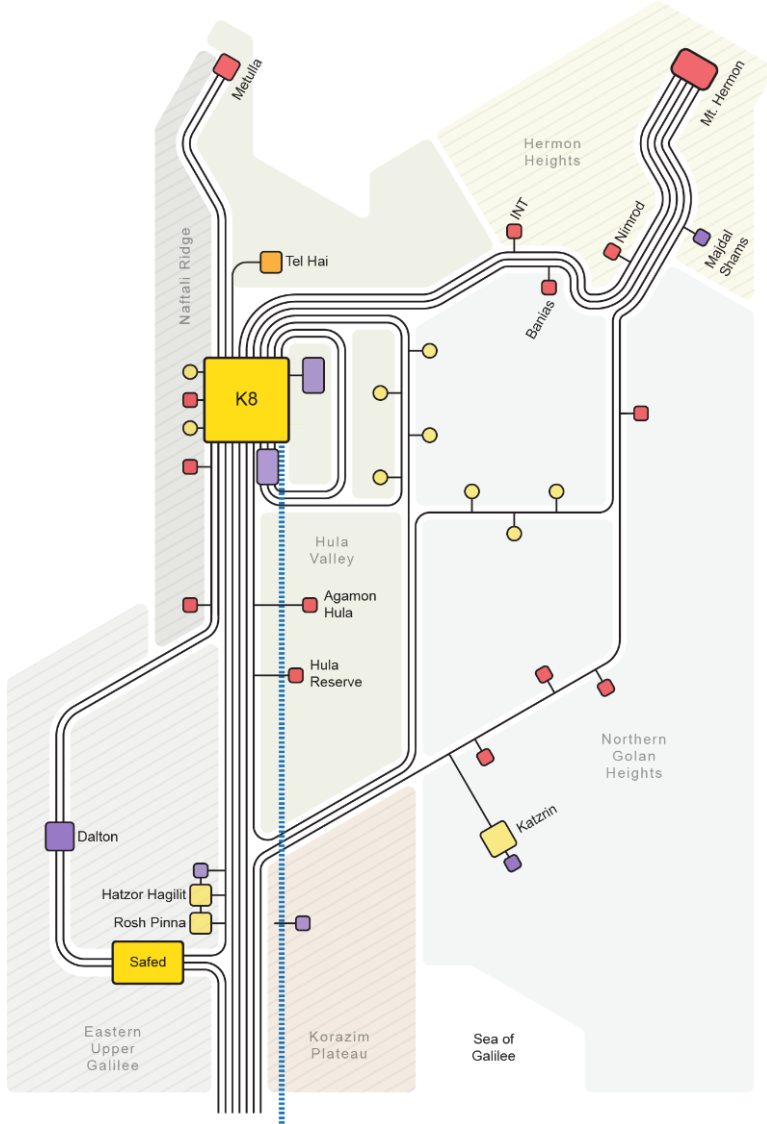 Metulla
Mt. Hermon
Hermon
Heights
INT
Nimrod
Majdal
Shams
Naftali Ridge
Tel Hai
Banias
K8
Hula
Valley
Agamon
Hula
Hula
Reserve
Northern
Golan
Heights
Katzrin
Dalton
Hatzor Hagilit
Rosh Pinna
Safed
Eastern
Upper
Galilee
Korazim
Plateau
Sea of
Galilee